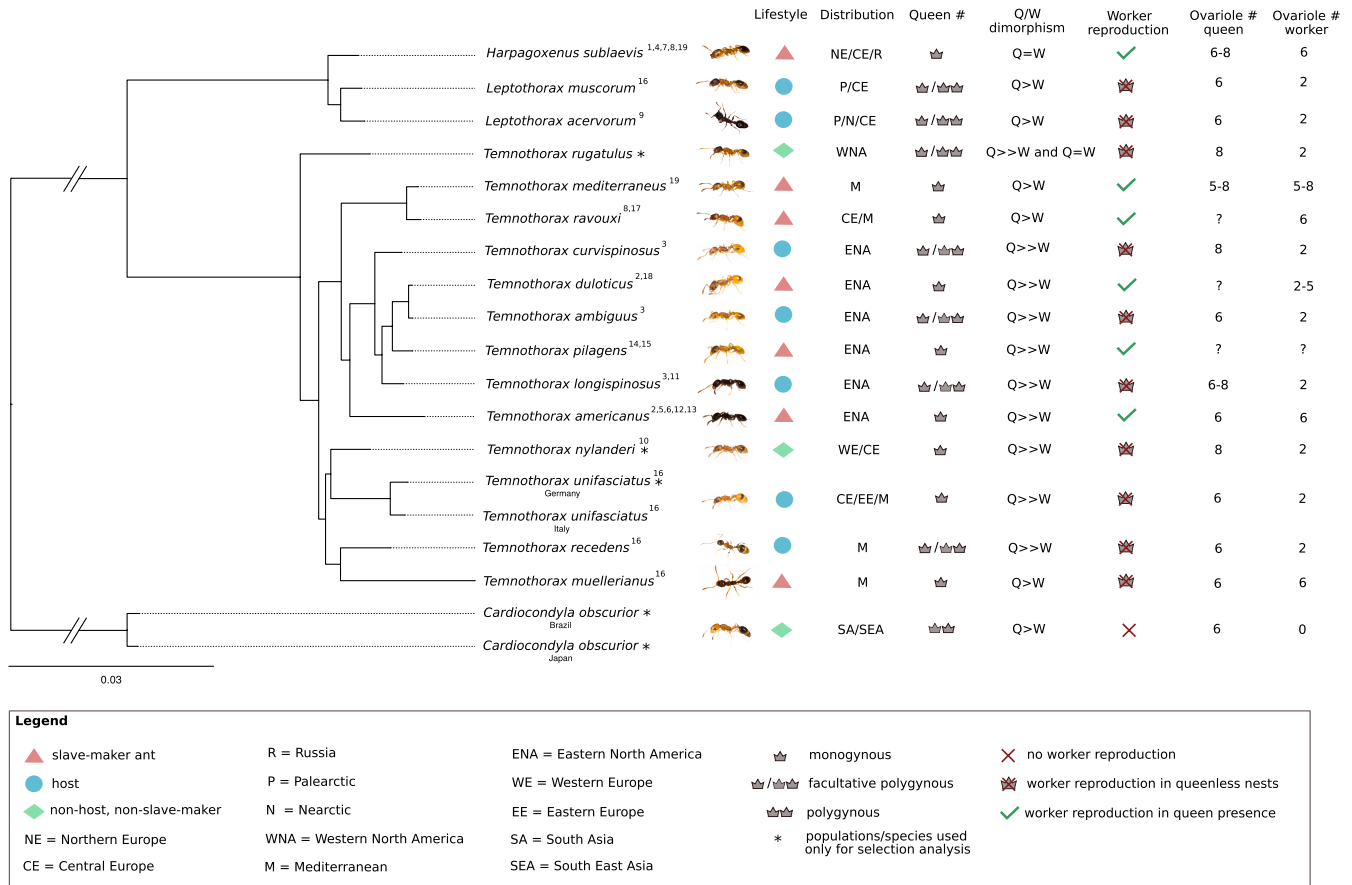 Lifestyle Distribution Queen # Q/W dimorphism Worker reproduction Ovariole # queen Ovariole # worker
Harpagoxenus sublaevis 1,4,7,8,19 NE/CE/R Q=W 6-8 6
Leptothorax muscorum 16 P/CE / Q>W 6 2
Leptothorax acervorum 9 P/N/CE / Q>W 6 2
Temnothorax rugatulus * WNA / Q>>W and Q=W 8 2
Temnothorax mediterraneus 19 M Q>W 5-8 5-8
Temnothorax ravouxi 8,17 CE/M Q>W ? 6
Temnothorax curvispinosus 3 ENA / Q>>W 8 2
Temnothorax duloticus 2,18 ENA Q>>W ? 2-5
Temnothorax ambiguus 3 ENA / Q>>W 6 2
Temnothorax pilagens 14,15 ENA Q>>W ? ?
Temnothorax longispinosus 3,11 ENA / Q>>W 6-8 2
Temnothorax americanus 2,5,6,12,13 ENA Q>>W 6 6
Temnothorax nylanderi 10 * WE/CE Q>>W 8 2
Temnothorax unifasciatus 16 *
Germany
CE/EE/M Q>>W 6 2
Temnothorax unifasciatus 16
Italy
Temnothorax recedens 16 M / Q>>W 6 2
Temnothorax muellerianus 16 M Q>W 6 6
Cardiocondyla obscurior *
Brazil
SA/SEA Q>W 6 0
Cardiocondyla obscurior *
Japan
0.03
Legend
slave-maker ant R = Russia ENA = Eastern North America monogynous no worker reproduction
host P = Palearctic WE = Western Europe / facultative polygynous worker reproduction in queenless nests
non-host, non-slave-maker N = Nearctic EE = Eastern Europe polygynous worker reproduction in queen presence
NE = Northern Europe WNA = Western North America SA = South Asia * populations/species used
only for selection analysis
CE = Central Europe M = Mediterranean SEA = South East Asia